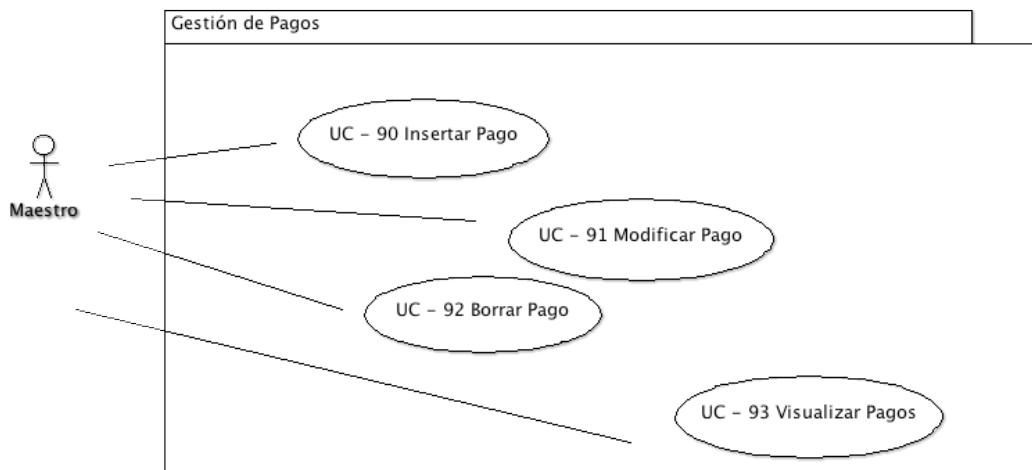 Gestión de Pagos
UC - 90 Insertar Pago
Maestro
UC - 91 Modificar Pago
UC - 92 Borrar Pago
UC - 93 Visualizar Pagos